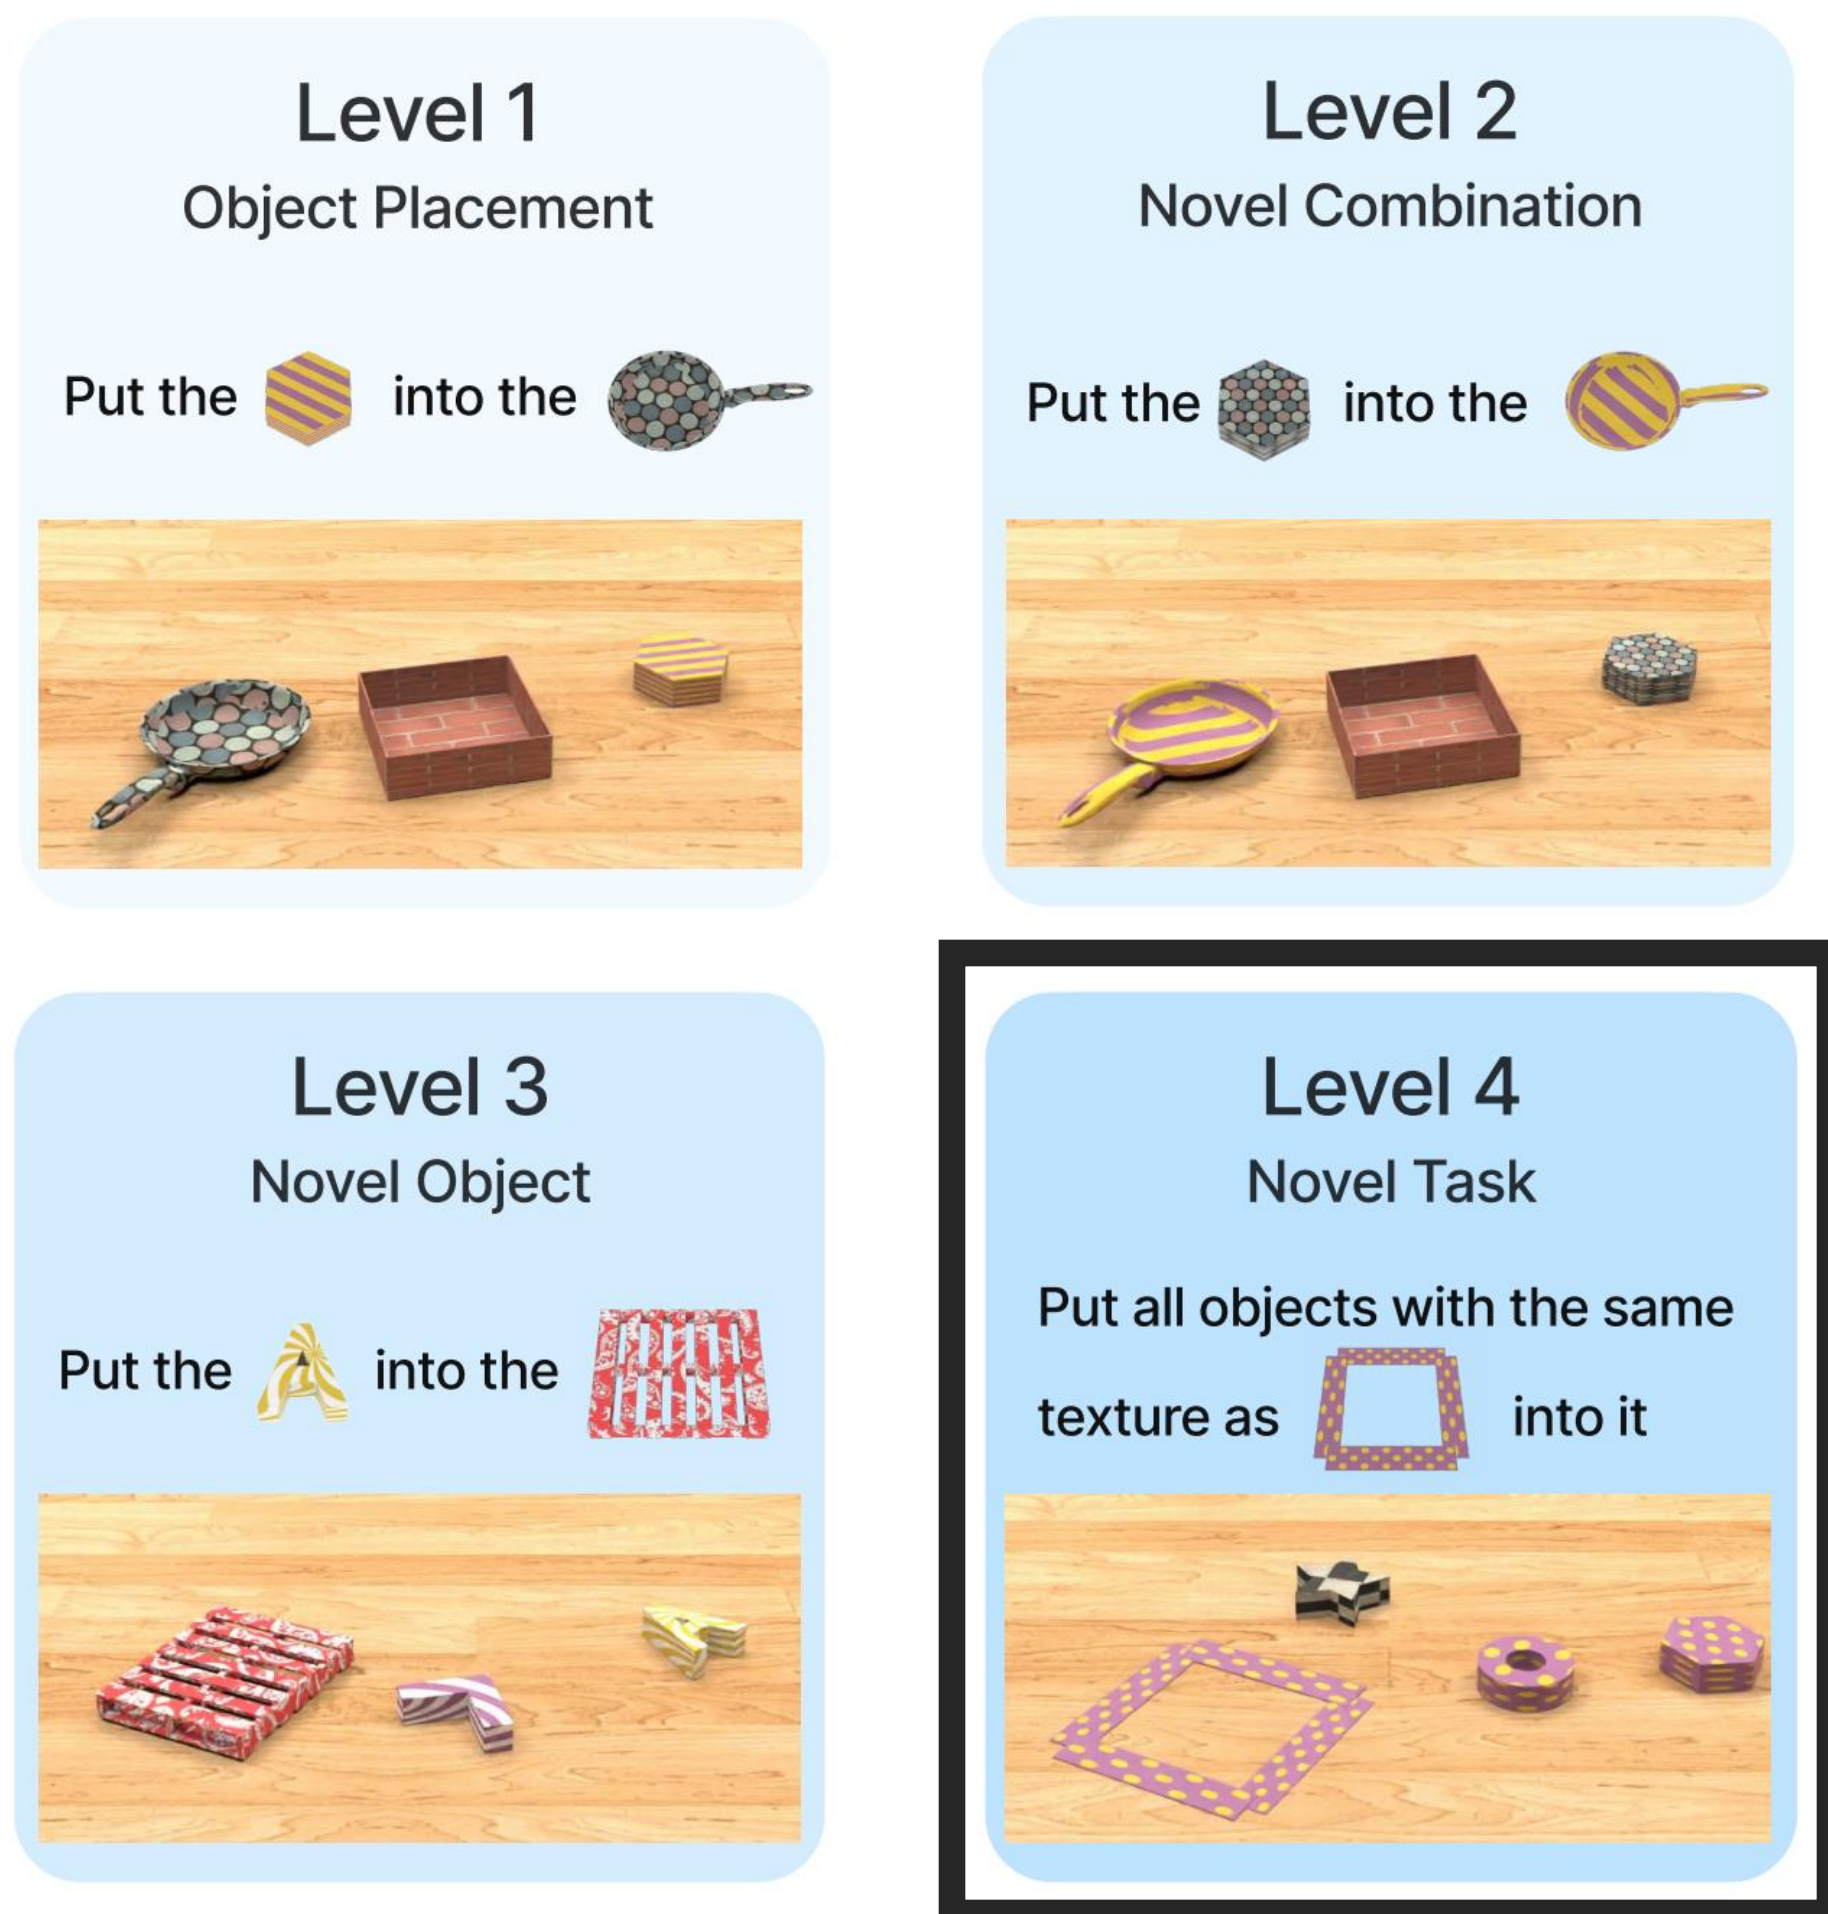 Level 1
Object Placement
Put the into the
Level 2
Novel Combination
Put the into the
Level 3
Novel Object
Put the A into the
Level 4
Novel Task
Put all objects with the same
texture as into it